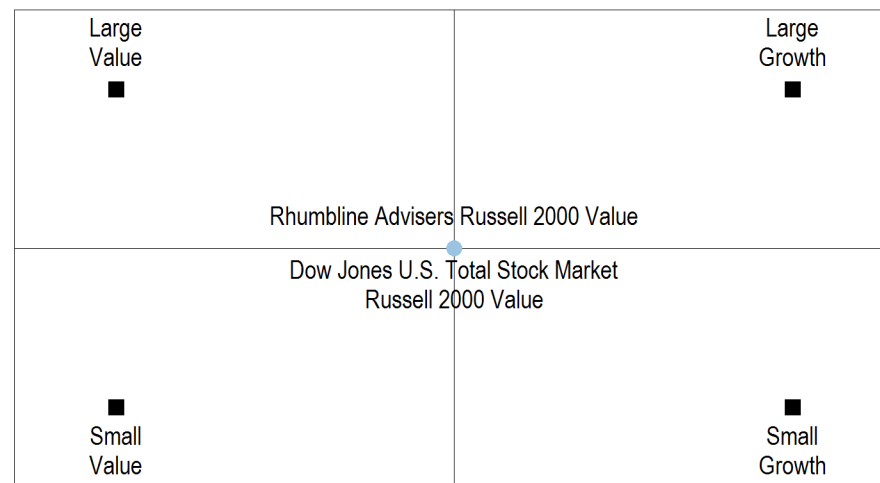 Large
Value
Large
Growth
Rhumbline Advisers Russell 2000 Value
Dow Jones U.S. Total Stock Market
Russell 2000 Value
Small
Value
Small
Growth